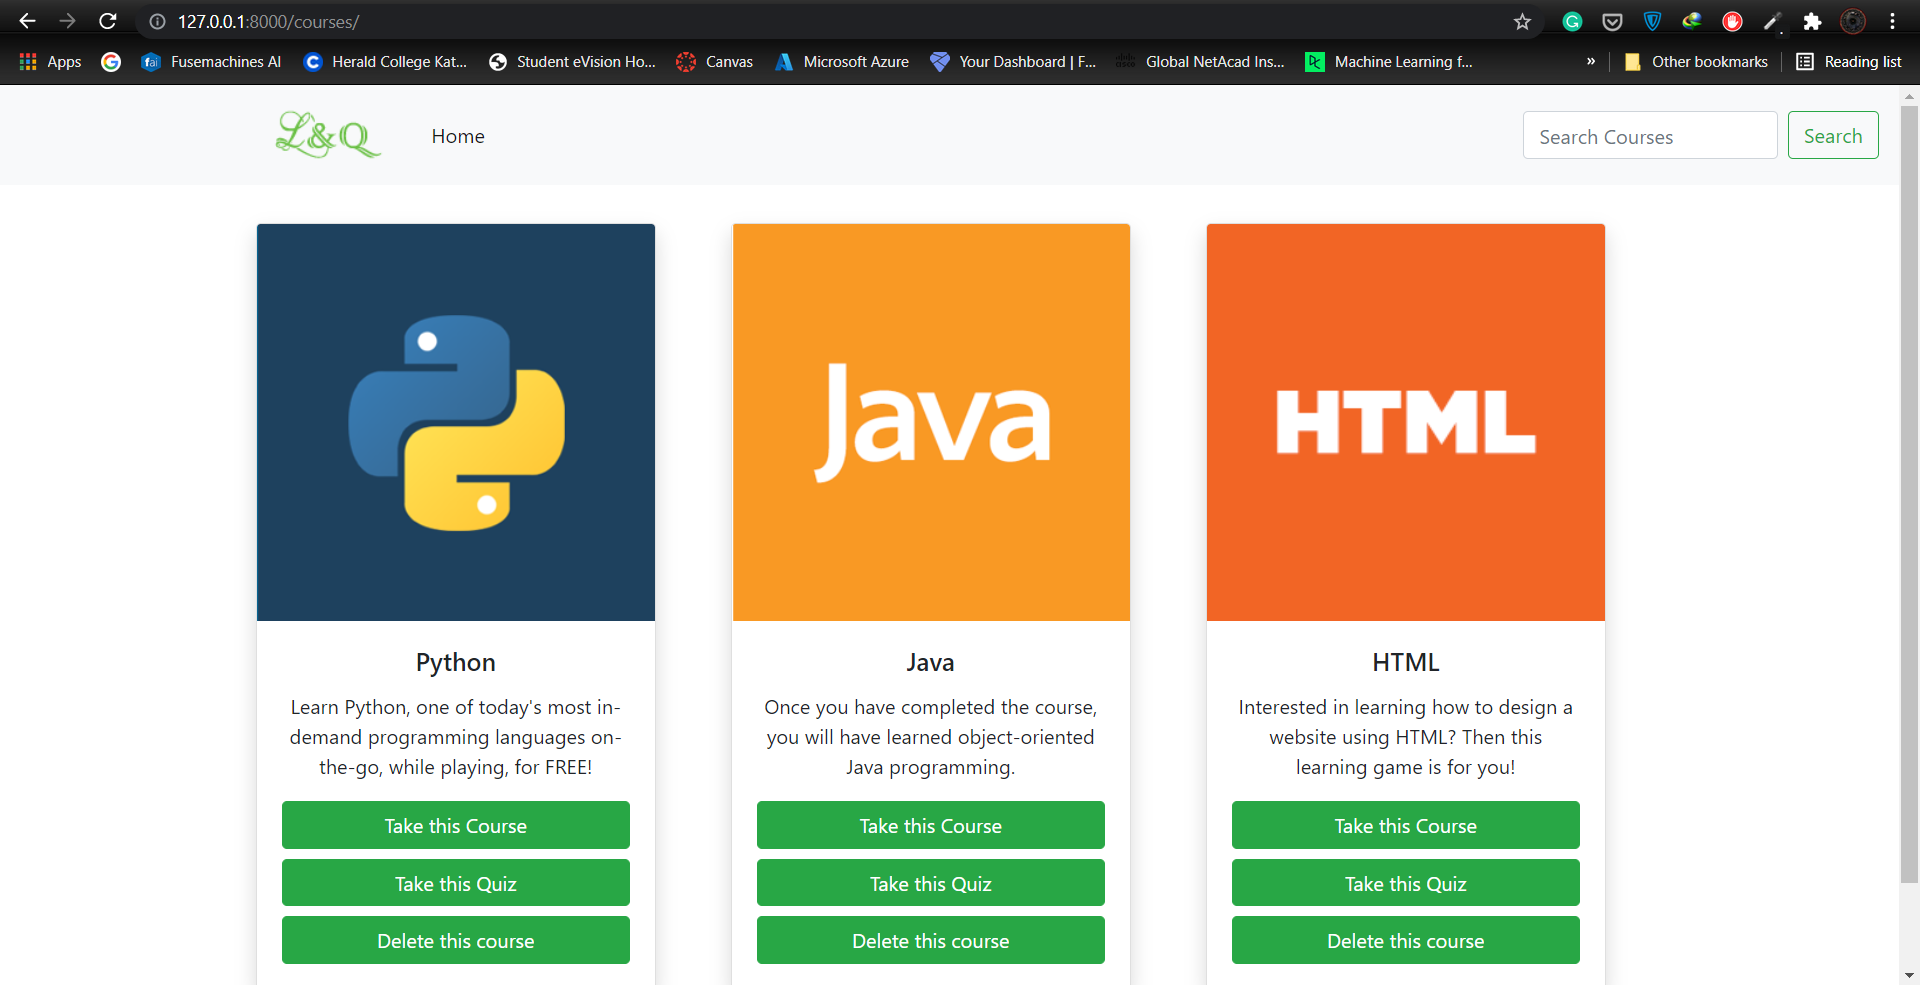 127.0.0.1:8000/courses/
Apps
Fusemachines AI
Herald College Kat...
Student eVision Ho...
Canvas
Microsoft Azure
Your Dashboard | F...
Global NetAcad Ins...
Machine Learning f...
»
Other bookmarks
Reading list
L&Q
Home
Search Courses
Search
Java
HTML
Python
Learn Python, one of today's most in-
demand programming languages on-
the-go, while playing, for FREE!
Take this Course
Take this Quiz
Delete this course
Java
Once you have completed the course,
you will have learned object-oriented
Java programming.
Take this Course
Take this Quiz
Delete this course
HTML
Interested in learning how to design a
website using HTML? Then this
learning game is for you!
Take this Course
Take this Quiz
Delete this course